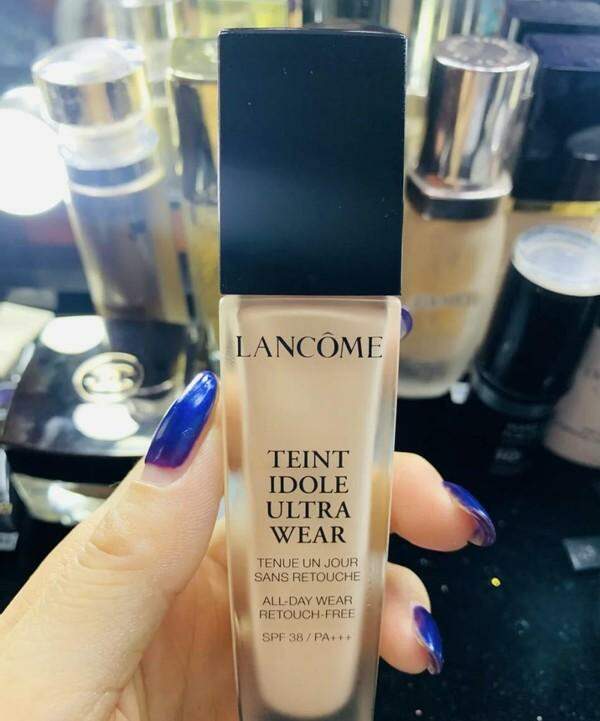 LANCÔME
TEINT
IDOLE
ULTRA
WEAR
TENUE UN JOUR
SANS RETOUCHE
ALL-DAY WEAR
RETOUCH-FREE
SPF 38 / PA+++